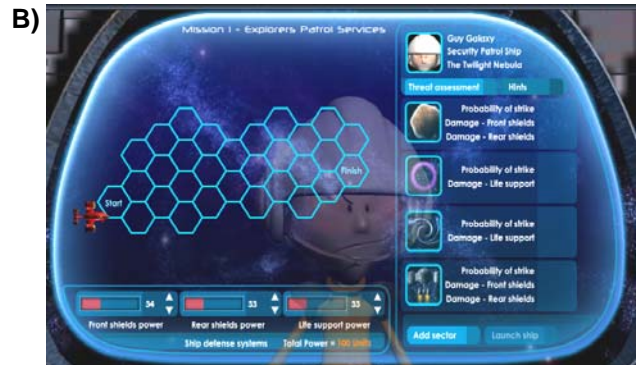 B)
Mission 1 - Explorers Patrol Services
Guy Galaxy
Security Patrol Ship
The Twilight Nebula
Threat assessment Hints
Probability of strike
Damage - Front shields
Damage - Rear shields
Probability of strike
Damage - Life support
Probability of strike
Damage - Life support
Probability of strike
Damage - Front shields
Damage - Rear shields
Start
Finish
34 33 33
Front shields power Rear shields power Life support power
Ship defense systems Total Power = 100 Units
Add sector Launch ship